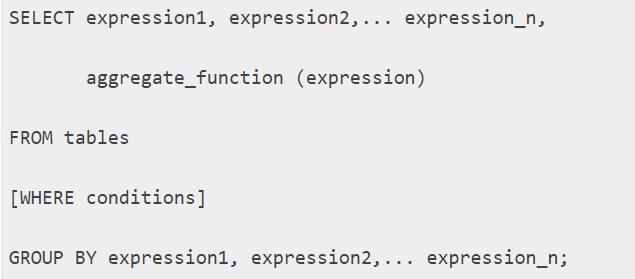 SELECT expression1, expression2,... expression_n,
aggregate_function (expression)
FROM tables
[WHERE conditions]
GROUP BY expression1, expression2,... expression_n;